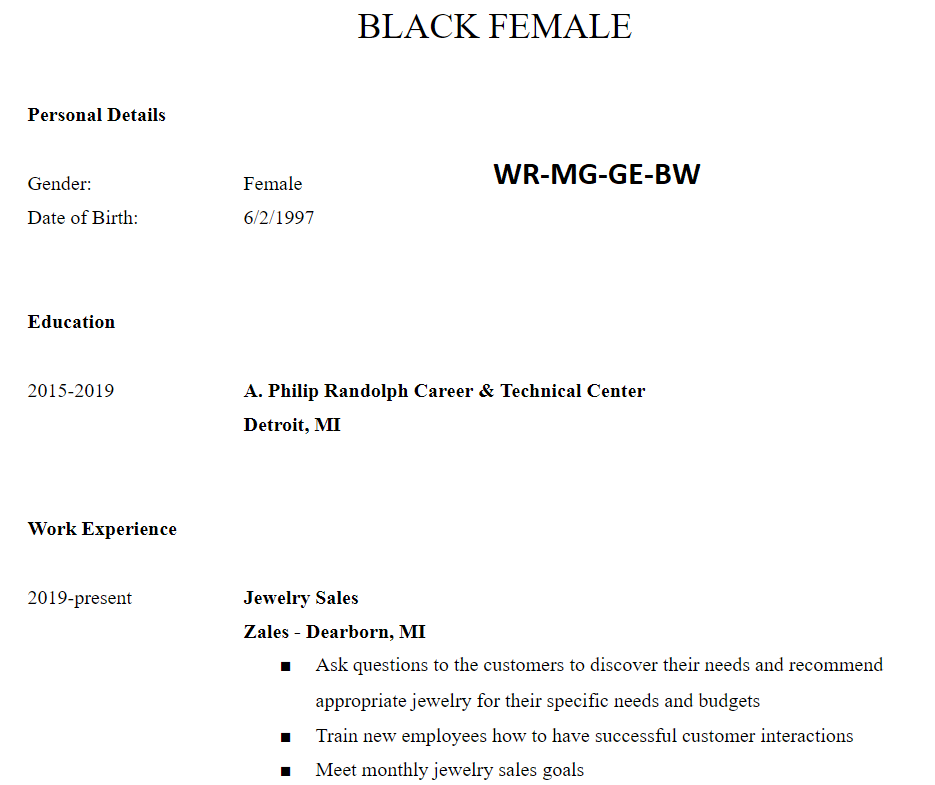 BLACK FEMALE
Personal Details
WR-MG-GE-BW
Gender: Female
Date of Birth: 6/2/1997
Education
2015-2019 A. Philip Randolph Career & Technical Center
Detroit, MI
Work Experience
2019-present Jewelry Sales
Zales - Dearborn, MI
■ Ask questions to the customers to discover their needs and recommend
appropriate jewelry for their specific needs and budgets
■ Train new employees how to have successful customer interactions
■ Meet monthly jewelry sales goals